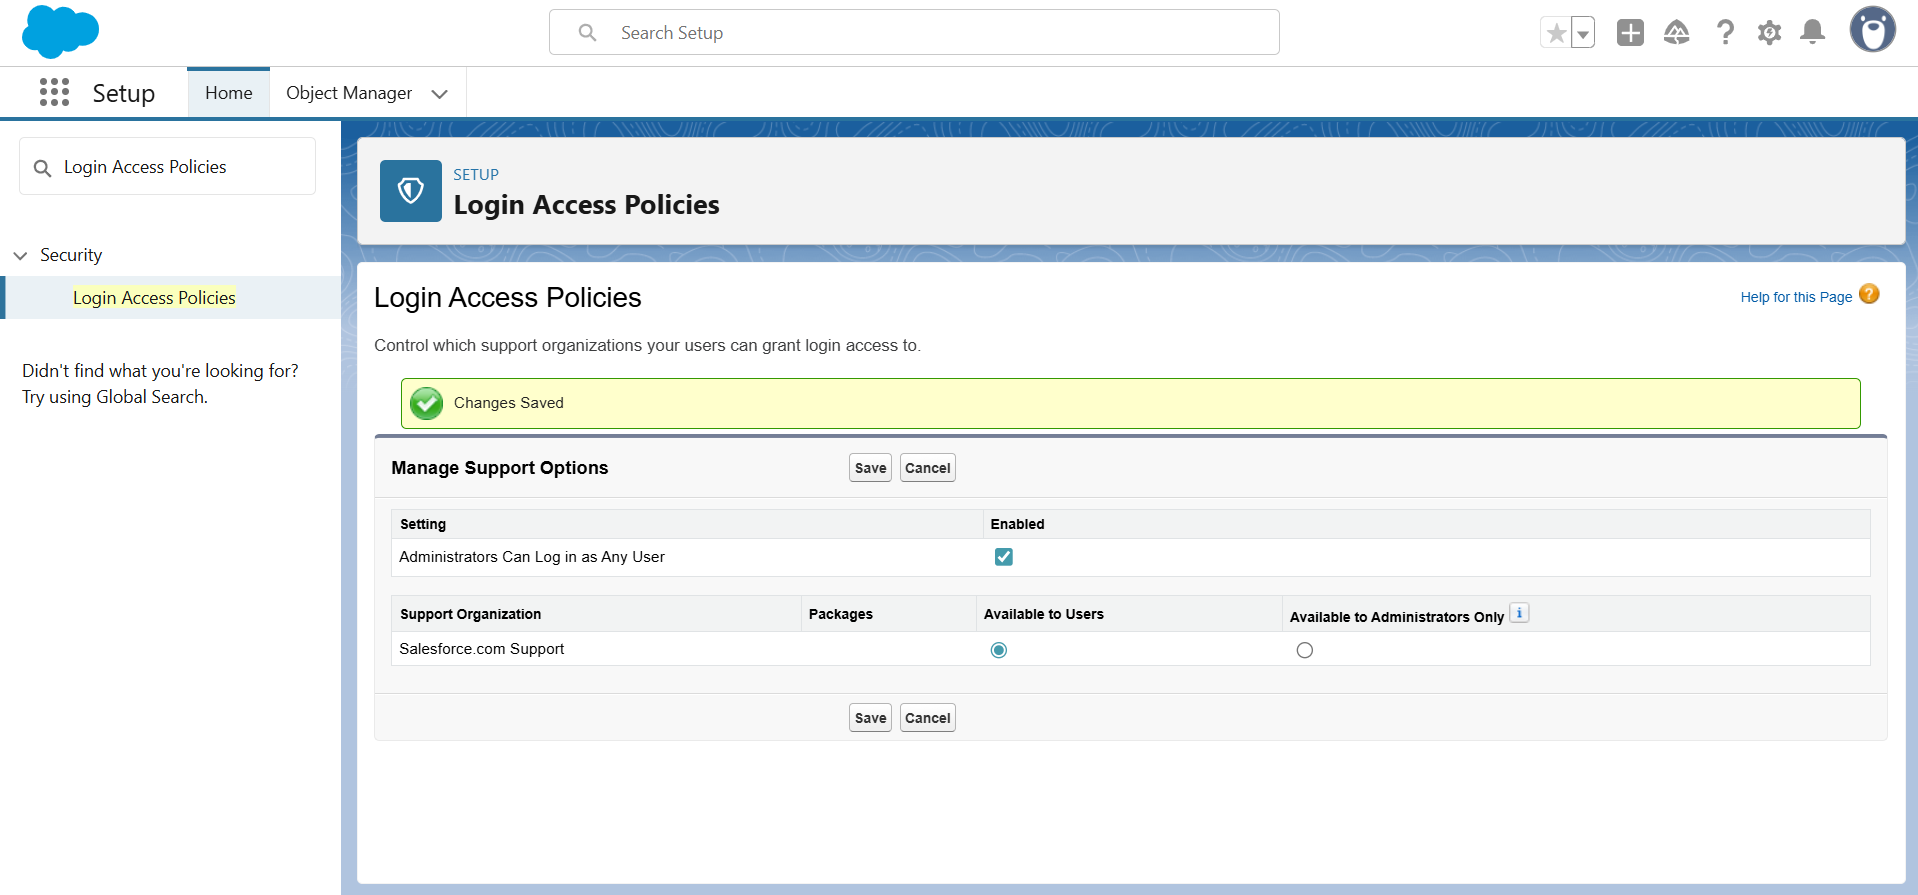 Search Setup
Setup
Home
Object Manager
Login Access Policies
Security
Login Access Policies
Didn't find what you're looking for?
Try using Global Search.
SETUP
Login Access Policies
Login Access Policies
Help for this Page
Control which support organizations your users can grant login access to.
Changes Saved
Manage Support Options
Save
Cancel
Setting
Enabled
Administrators Can Log in as Any User
Support Organization
Packages
Available to Users
Available to Administrators Only
Salesforce.com Support
Save
Cancel